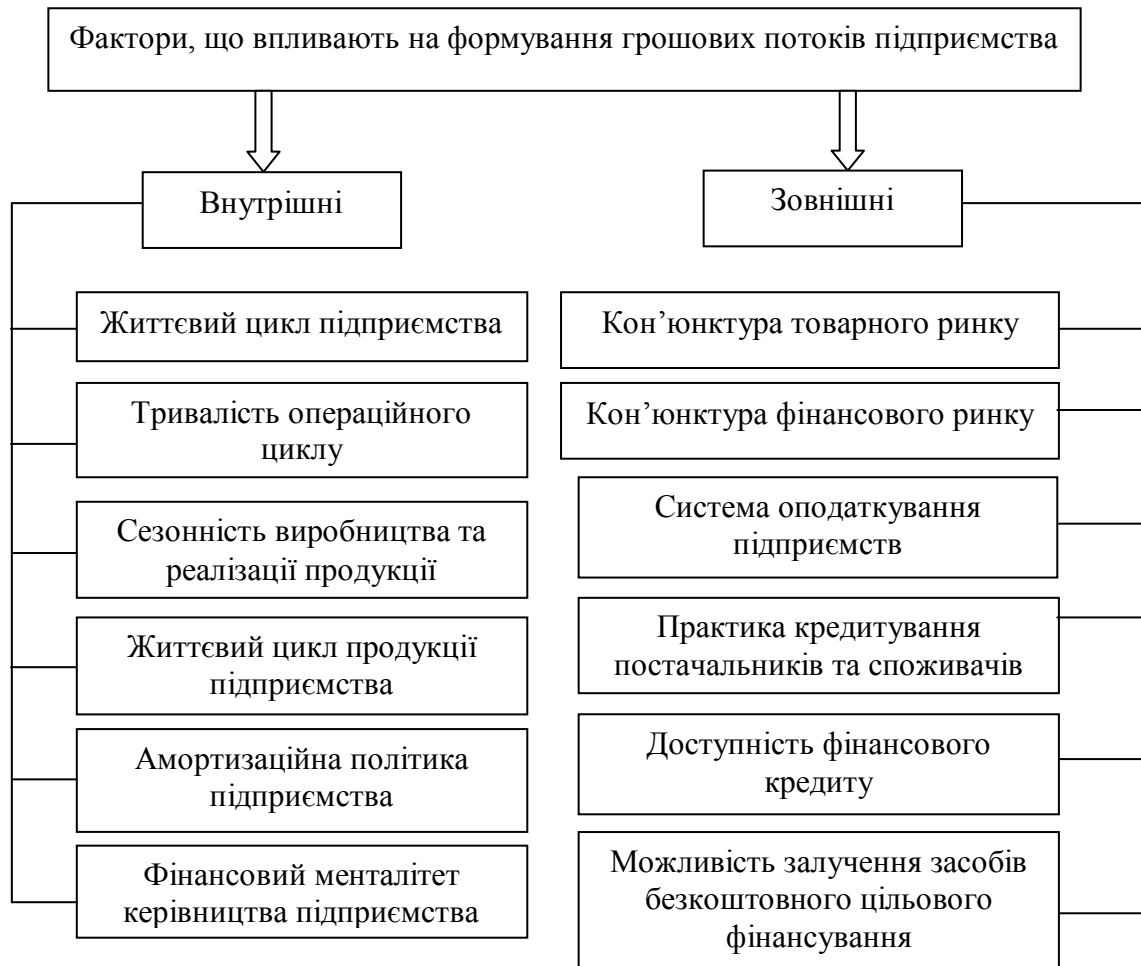 Фактори, що впливають на формування грошових потоків підприємства
Внутрішні
Зовнішні
Життєвий цикл підприємства
Тривалість операційного
циклу
Сезонність виробництва та
реалізації продукції
Життєвий цикл продукції
підприємства
Амортизаційна політика
підприємства
Фінансовий менталітет
керівництва підприємства
Кон’юнктура товарного ринку
Кон’юнктура фінансового ринку
Система оподаткування
підприємств
Практика кредитування
постачальників та споживачів
Доступність фінансового
кредиту
Можливість залучення засобів
безкоштовного цільового
фінансування